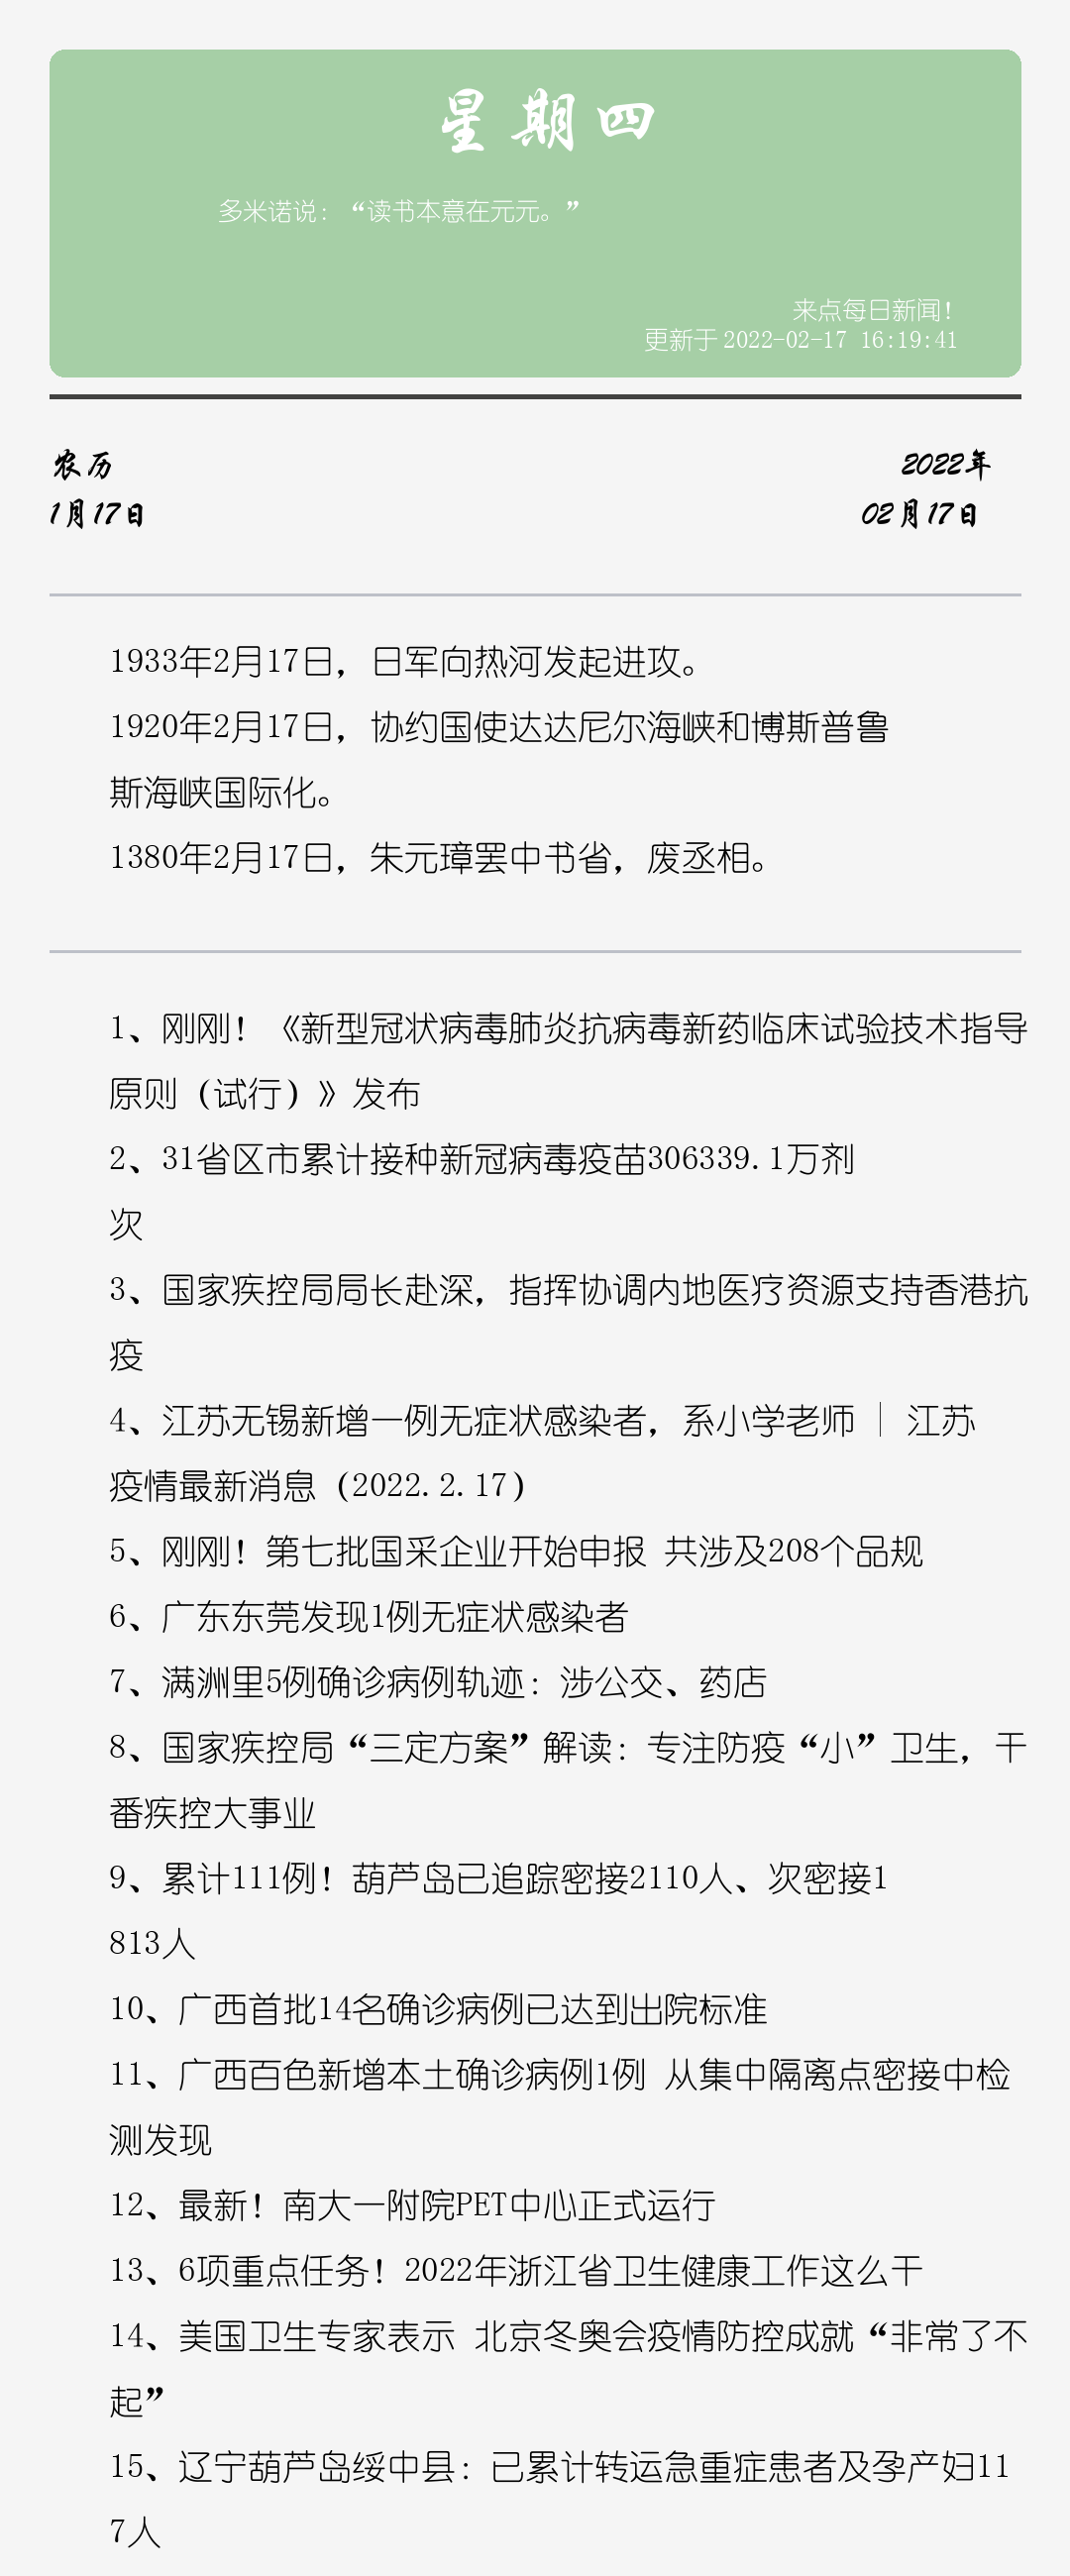 星期四
多米诺说：“读书本意在元元。”
来点每日新闻！
更新于 2022-02-17 16:19:41
农历
2022年
1月17日
02月17日
1933年2月17日，日军向热河发起进攻。
1920年2月17日，协约国使达达尼尔海峡和博斯普鲁
斯海峡国际化。
1380年2月17日，朱元璋罢中书省，废丞相。
1、刚刚！《新型冠状病毒肺炎抗病毒新药临床试验技术指导
原则（试行）》发布
2、31省区市累计接种新冠病毒疫苗306339.1万剂
次
3、国家疾控局局长赴深，指挥协调内地医疗资源支持香港抗
疫
4、江苏无锡新增一例无症状感染者，系小学老师｜江苏
疫情最新消息（2022.2.17）
5、刚刚！第七批国采企业开始申报 共涉及208个品规
6、广东东莞发现1例无症状感染者
7、满洲里5例确诊病例轨迹：涉公交、药店
8、国家疾控局“三定方案”解读：专注防疫“小”卫生，干
番疾控大事业
9、累计111例！葫芦岛已追踪密接2110人、次密接1
813人
10、广西首批14名确诊病例已达到出院标准
11、广西百色新增本土确诊病例1例 从集中隔离点密接中检
测发现
12、最新！南大一附院PET中心正式运行
13、6项重点任务！2022年浙江省卫生健康工作这么干
14、美国卫生专家表示 北京冬奥会疫情防控成就“非常了不
起”
15、辽宁葫芦岛绥中县：已累计转运急重症患者及孕产妇11
7人